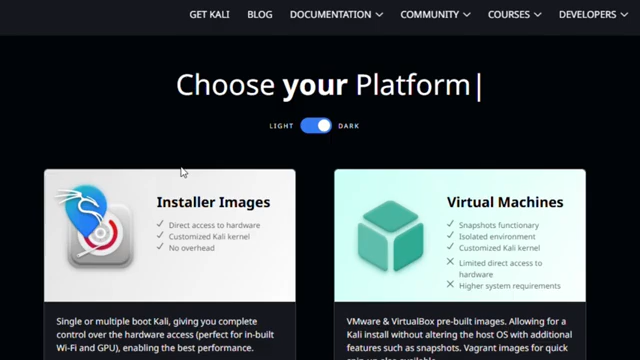 GET KALI BLOG DOCUMENTATION COMMUNITY COURSES DEVELOPERS
Choose your Platform
LIGHT DARK
Installer Images
Direct access to hardware
Customized Kali kernel
No overhead
Single or multiple boot Kali, giving you complete
control over the hardware access (perfect for in-built
Wi-Fi and GPU), enabling the best performance.
Virtual Machines
Snapshots functionary
Isolated environment
Customized Kali kernel
Limited direct access to
hardware
Higher system requirements
VMware & VirtualBox pre-built images. Allowing for a
Kali install without altering the host OS with additional
features such as snapshots. Vagrant images for quick